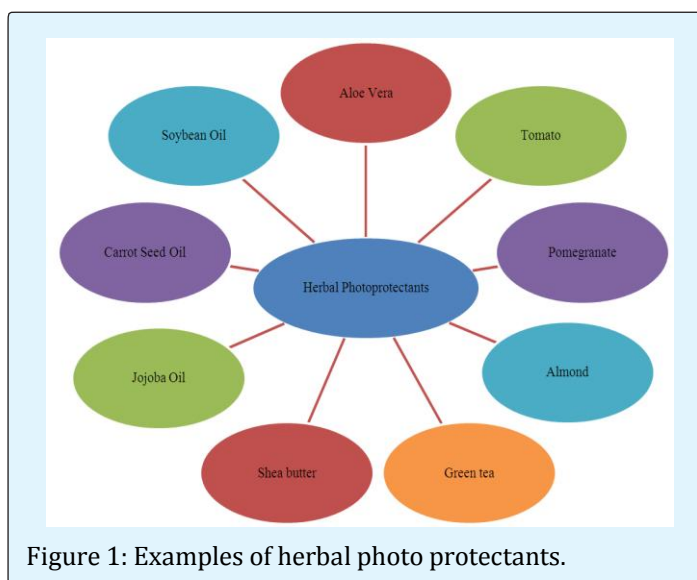 Aloe Vera
Soybean Oil
Tomato
Carrot Seed Oil
Pomegranate
Herbal Photoprotectants
Jojoba Oil
Almond
Shea butter
Green tea
Figure 1: Examples of herbal photo protectants.